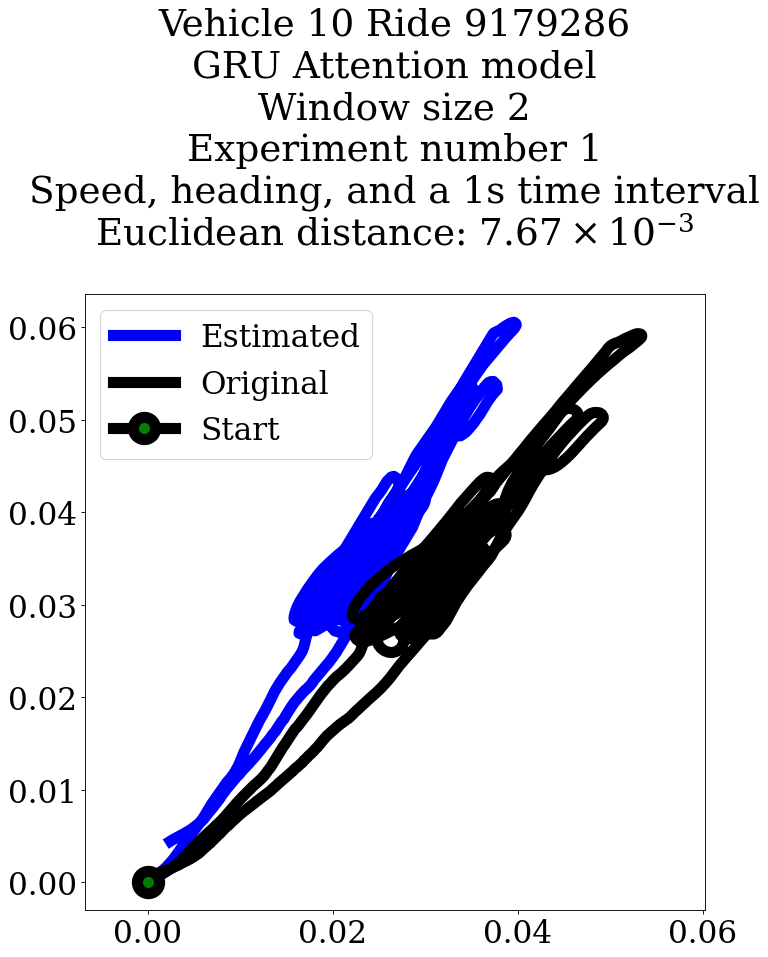 Vehicle 10 Ride 9179286
GRU Attention model
Window size 2
Experiment number 1
Speed, heading, and a 1s time interval
Euclidean distance: 7.67 × 10⁻³
Estimated
Original
Start
0.06
0.05
0.04
0.03
0.02
0.01
0.00
0.00 0.02 0.04 0.06